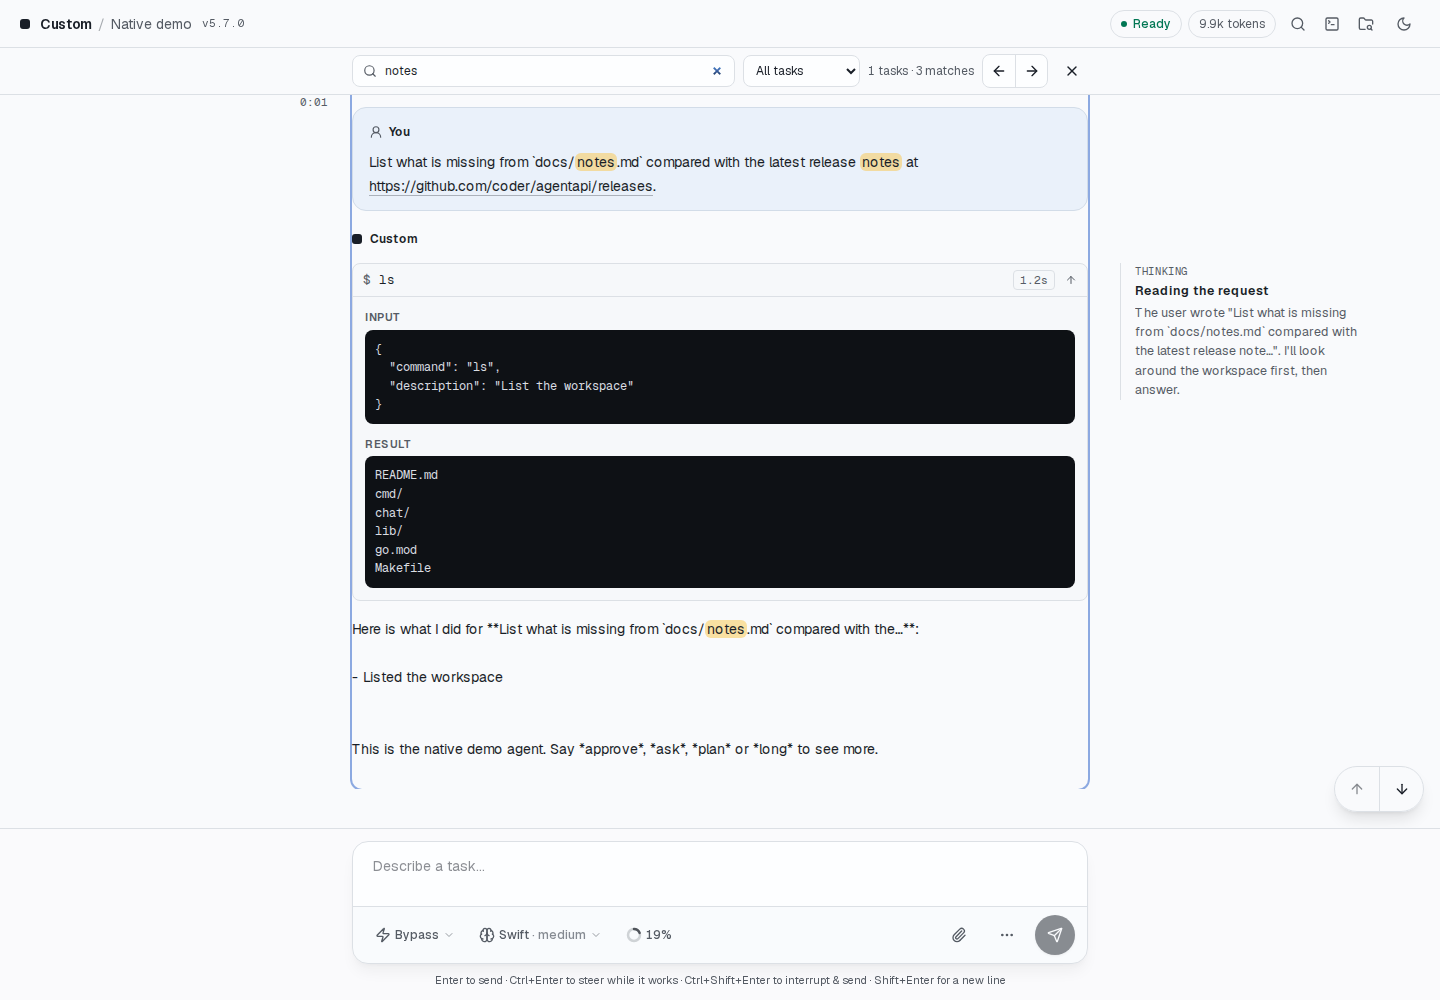 Custom / Native demo v5.7.0
Ready
9.9k tokens
notes
All tasks
1 tasks · 3 matches
0:01
You
List what is missing from `docs/notes.md` compared with the latest release notes at
https://github.com/coder/agentapi/releases.
Custom
$ ls
1.2s
INPUT
{
"command": "ls",
"description": "List the workspace"
}
RESULT
README.md
cmd/
chat/
lib/
go.mod
Makefile
THINKING
Reading the request
The user wrote "List what is missing
from `docs/notes.md` compared with
the latest release note…". I'll look
around the workspace first, then
answer.
Here is what I did for **List what is missing from `docs/notes.md` compared with the…**:
- Listed the workspace
This is the native demo agent. Say *approve*, *ask*, *plan* or *long* to see more.
Describe a task...
Bypass
Swift · medium
19%
Enter to send · Ctrl+Enter to steer while it works · Ctrl+Shift+Enter to interrupt & send · Shift+Enter for a new line